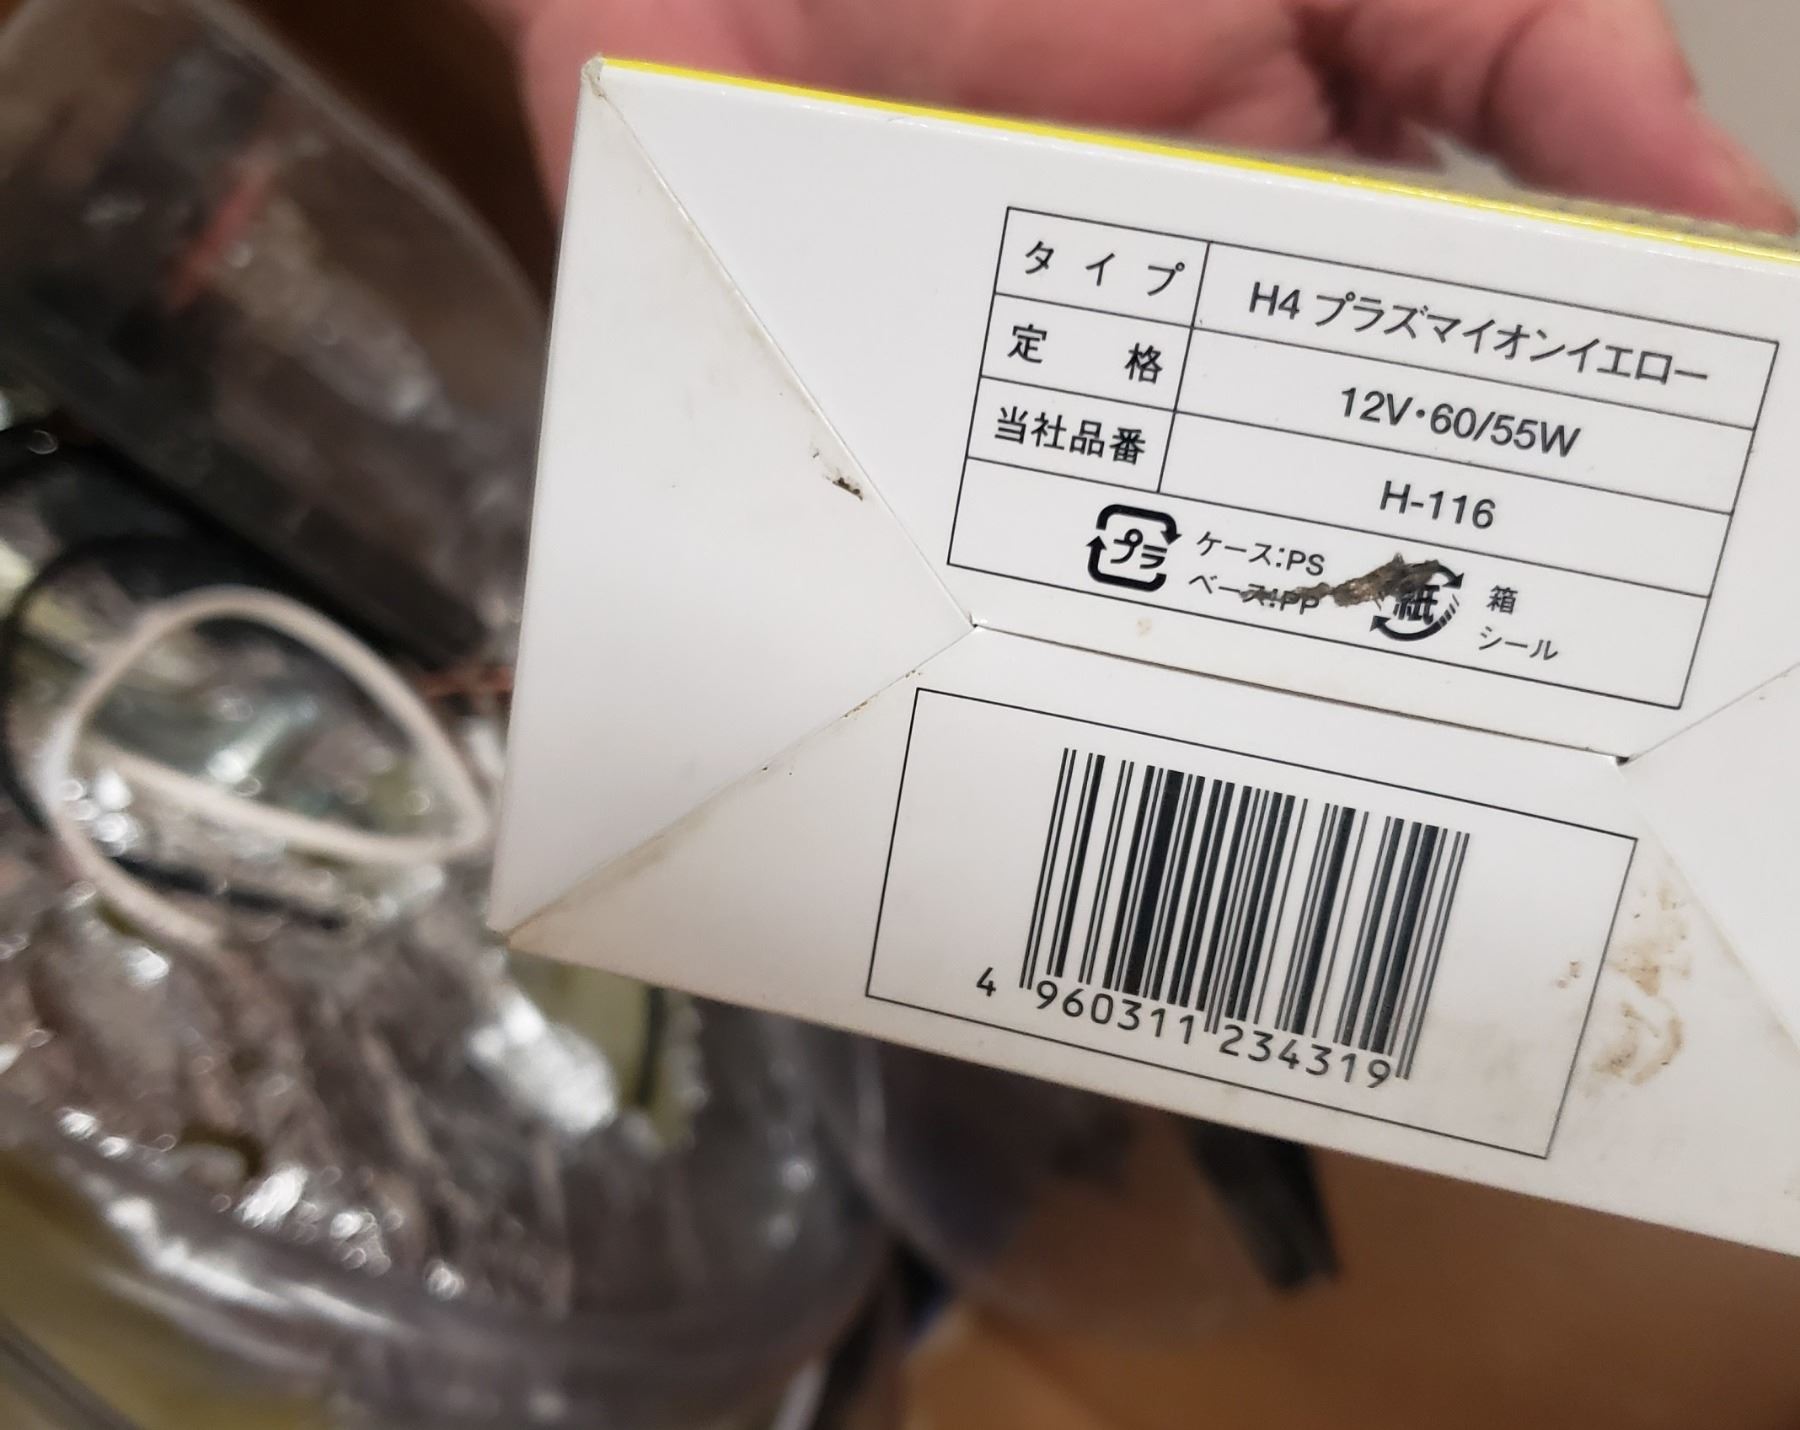 タイプ H4 プラズマイオンイエロー
定格 12V・60/55W
当社品番 H-116
プラ ケース:PS
ベース:PP
紙 箱
シール
4 960311 234319